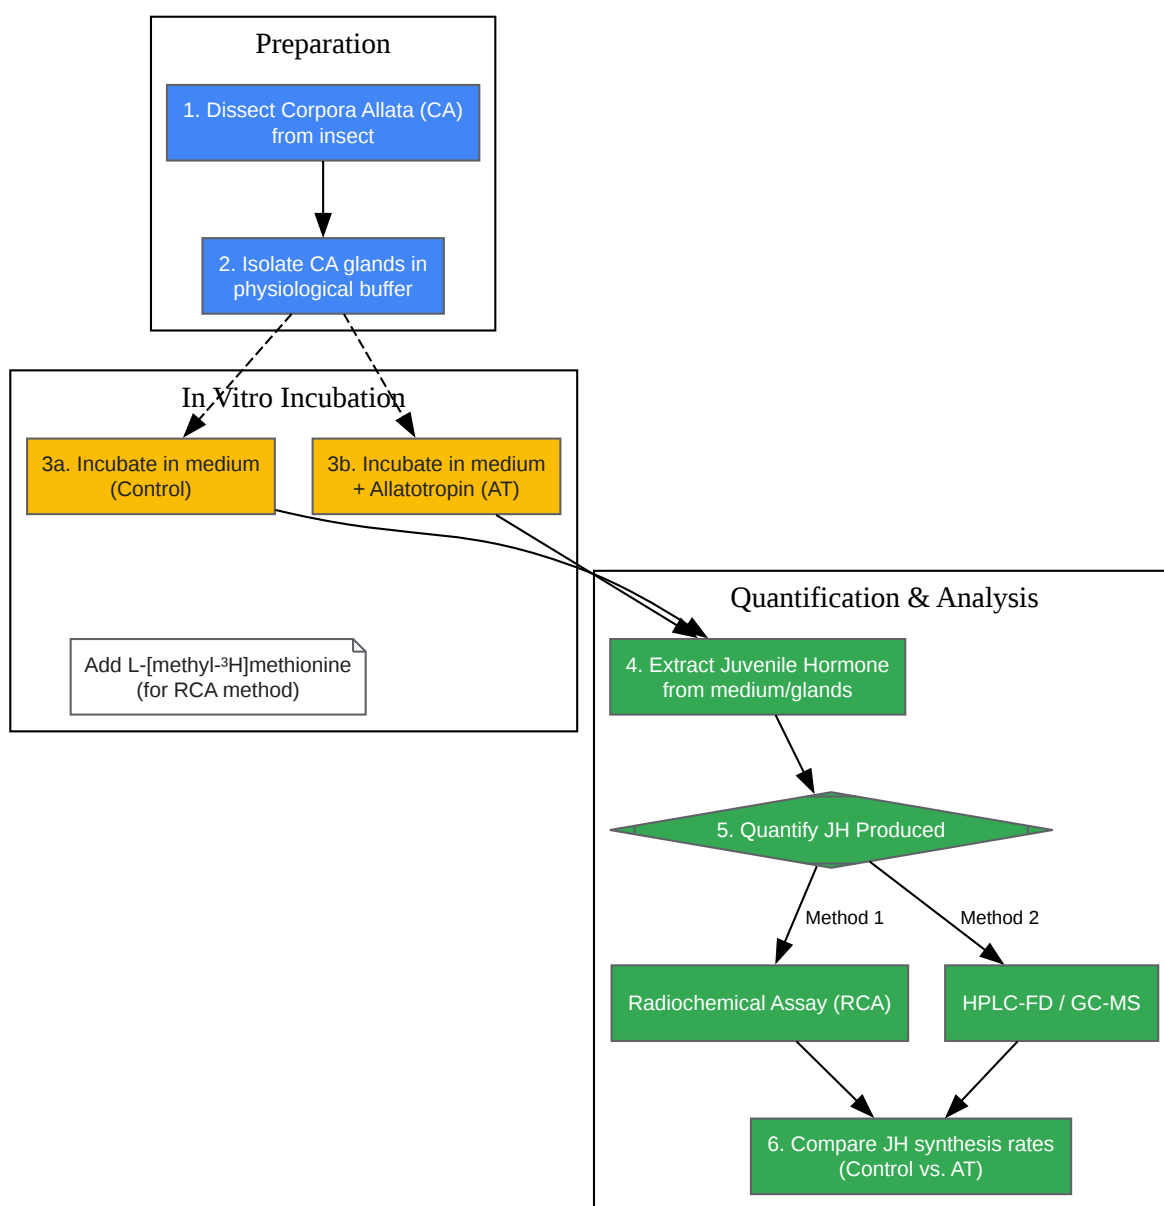 Preparation
1. Dissect Corpora Allata (CA)
from insect
2. Isolate CA glands in
physiological buffer
In Vitro Incubation
3a. Incubate in medium
(Control)
3b. Incubate in medium
+ Allatotropin (AT)
Add L-[methyl-³H]methionine
(for RCA method)
Quantification & Analysis
4. Extract Juvenile Hormone
from medium/glands
5. Quantify JH Produced
Method 1
Method 2
Radiochemical Assay (RCA)
HPLC-FD / GC-MS
6. Compare JH synthesis rates
(Control vs. AT)